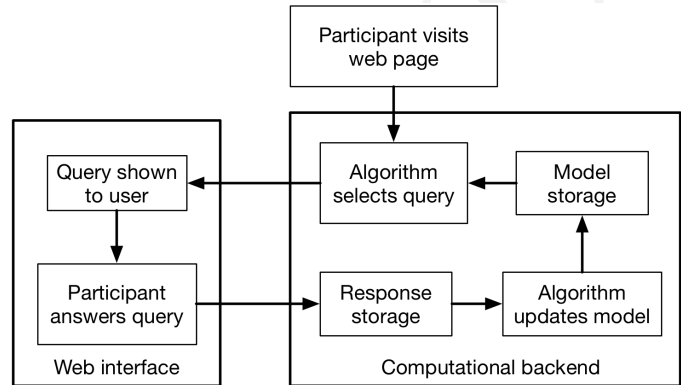 Participant visits
web page
Query shown
to user
Algorithm
selects query
Model
storage
Participant
answers query
Response
storage
Algorithm
updates model
Web interface
Computational backend